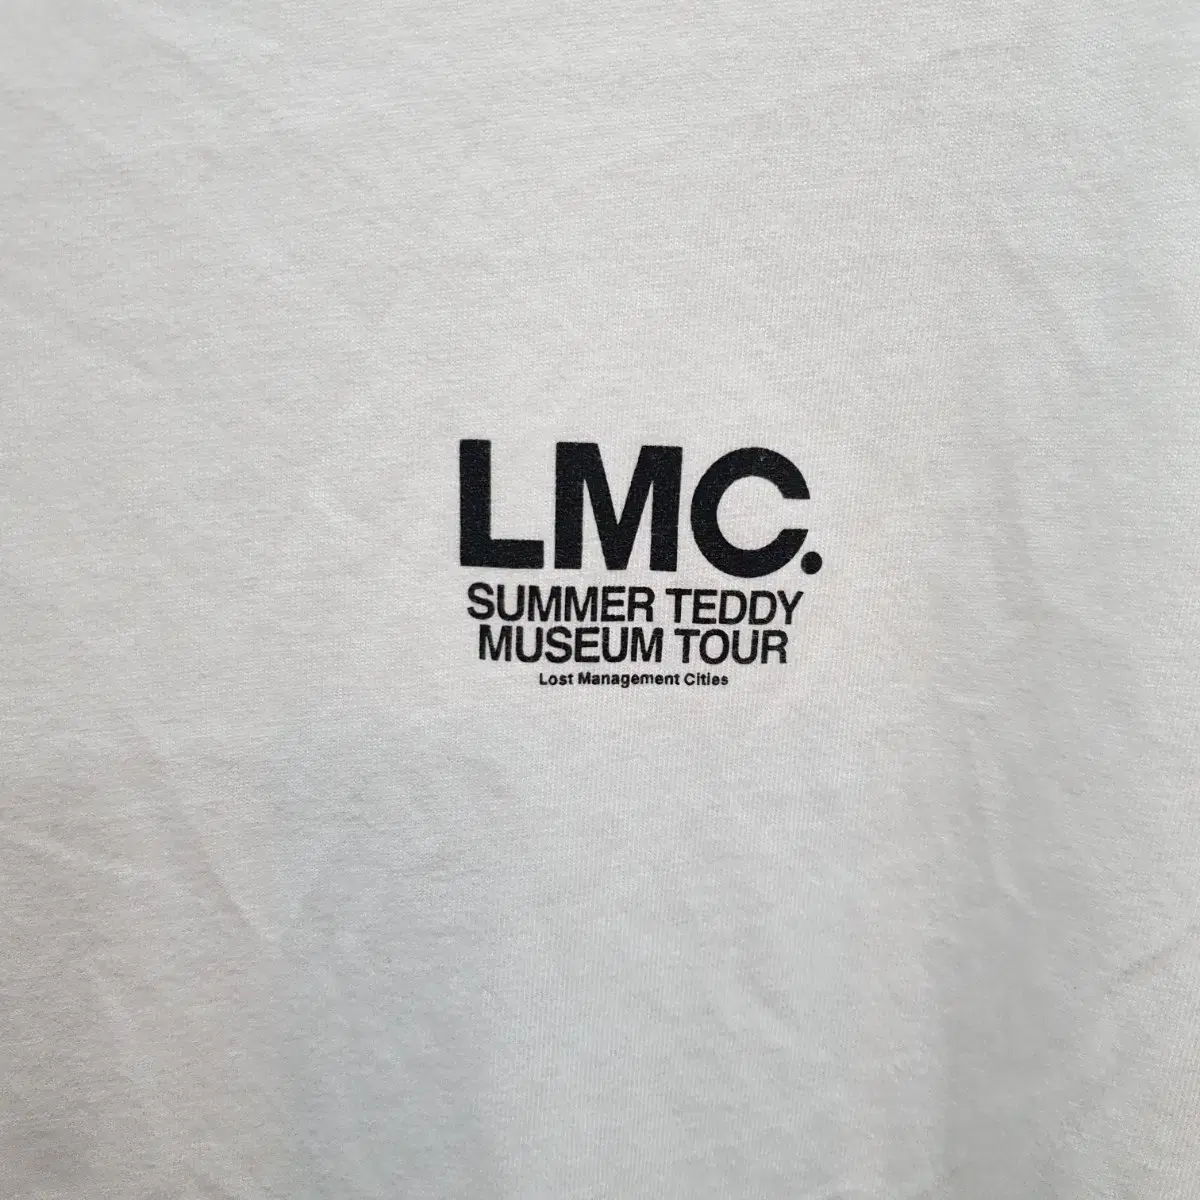 LMC.
SUMMER TEDDY
MUSEUM TOUR
Lost Management Cities